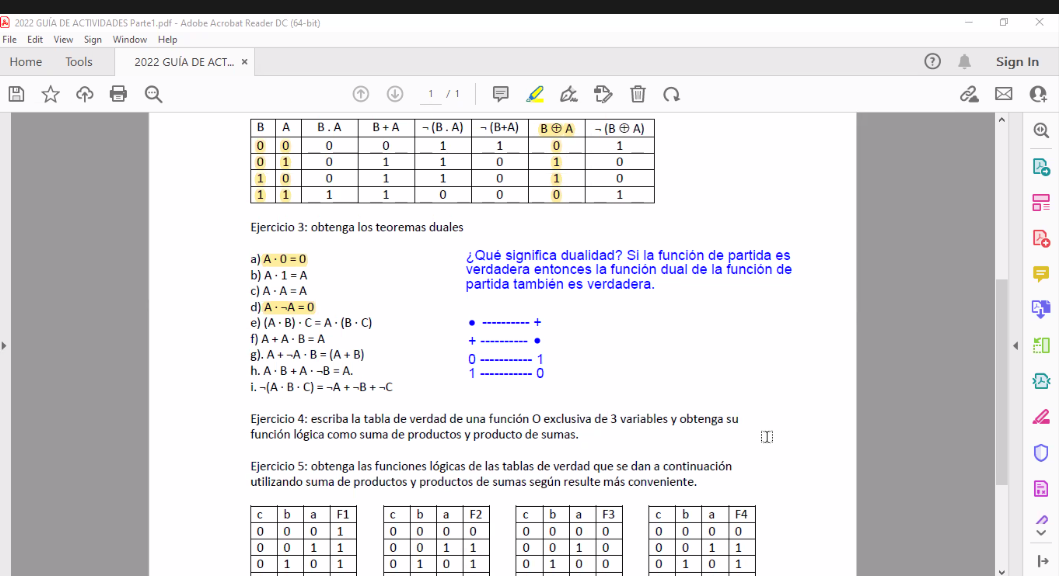 2022 GUÍA DE ACTIVIDADES Parte1.pdf - Adobe Acrobat Reader DC (64-bit)
File Edit View Sign Window Help
Home Tools 2022 GUÍA DE ACT... × Sign In
1 / 1
B A B . A B + A ¬ (B . A) ¬ (B+A) B ⊕ A ¬ (B ⊕ A)
0 0 0 0 1 1 0 1
0 1 0 1 1 0 1 0
1 0 0 1 1 0 1 0
1 1 1 1 0 0 0 1
Ejercicio 3: obtenga los teoremas duales
a) A · 0 = 0
b) A · 1 = A
c) A · A = A
d) A · ¬A = 0
e) (A · B) · C = A · (B · C)
f) A + A · B = A
g). A + ¬A · B = (A + B)
h. A · B + A · ¬B = A.
i. ¬(A · B · C) = ¬A + ¬B + ¬C
¿Qué significa dualidad? Si la función de partida es
verdadera entonces la función dual de la función de
partida también es verdadera.
• ---------- +
+ ---------- •
0 ----------- 1
1 ----------- 0
Ejercicio 4: escriba la tabla de verdad de una función O exclusiva de 3 variables y obtenga su
función lógica como suma de productos y producto de sumas.
Ejercicio 5: obtenga las funciones lógicas de las tablas de verdad que se dan a continuación
utilizando suma de productos y productos de sumas según resulte más conveniente.
c b a F1 c b a F2 c b a F3 c b a F4
0 0 0 1 0 0 0 0 0 0 0 0 0 0 0 0
0 0 1 1 0 0 1 1 0 0 1 0 0 0 1 1
0 1 0 1 0 1 0 1 0 1 0 0 0 1 0 1